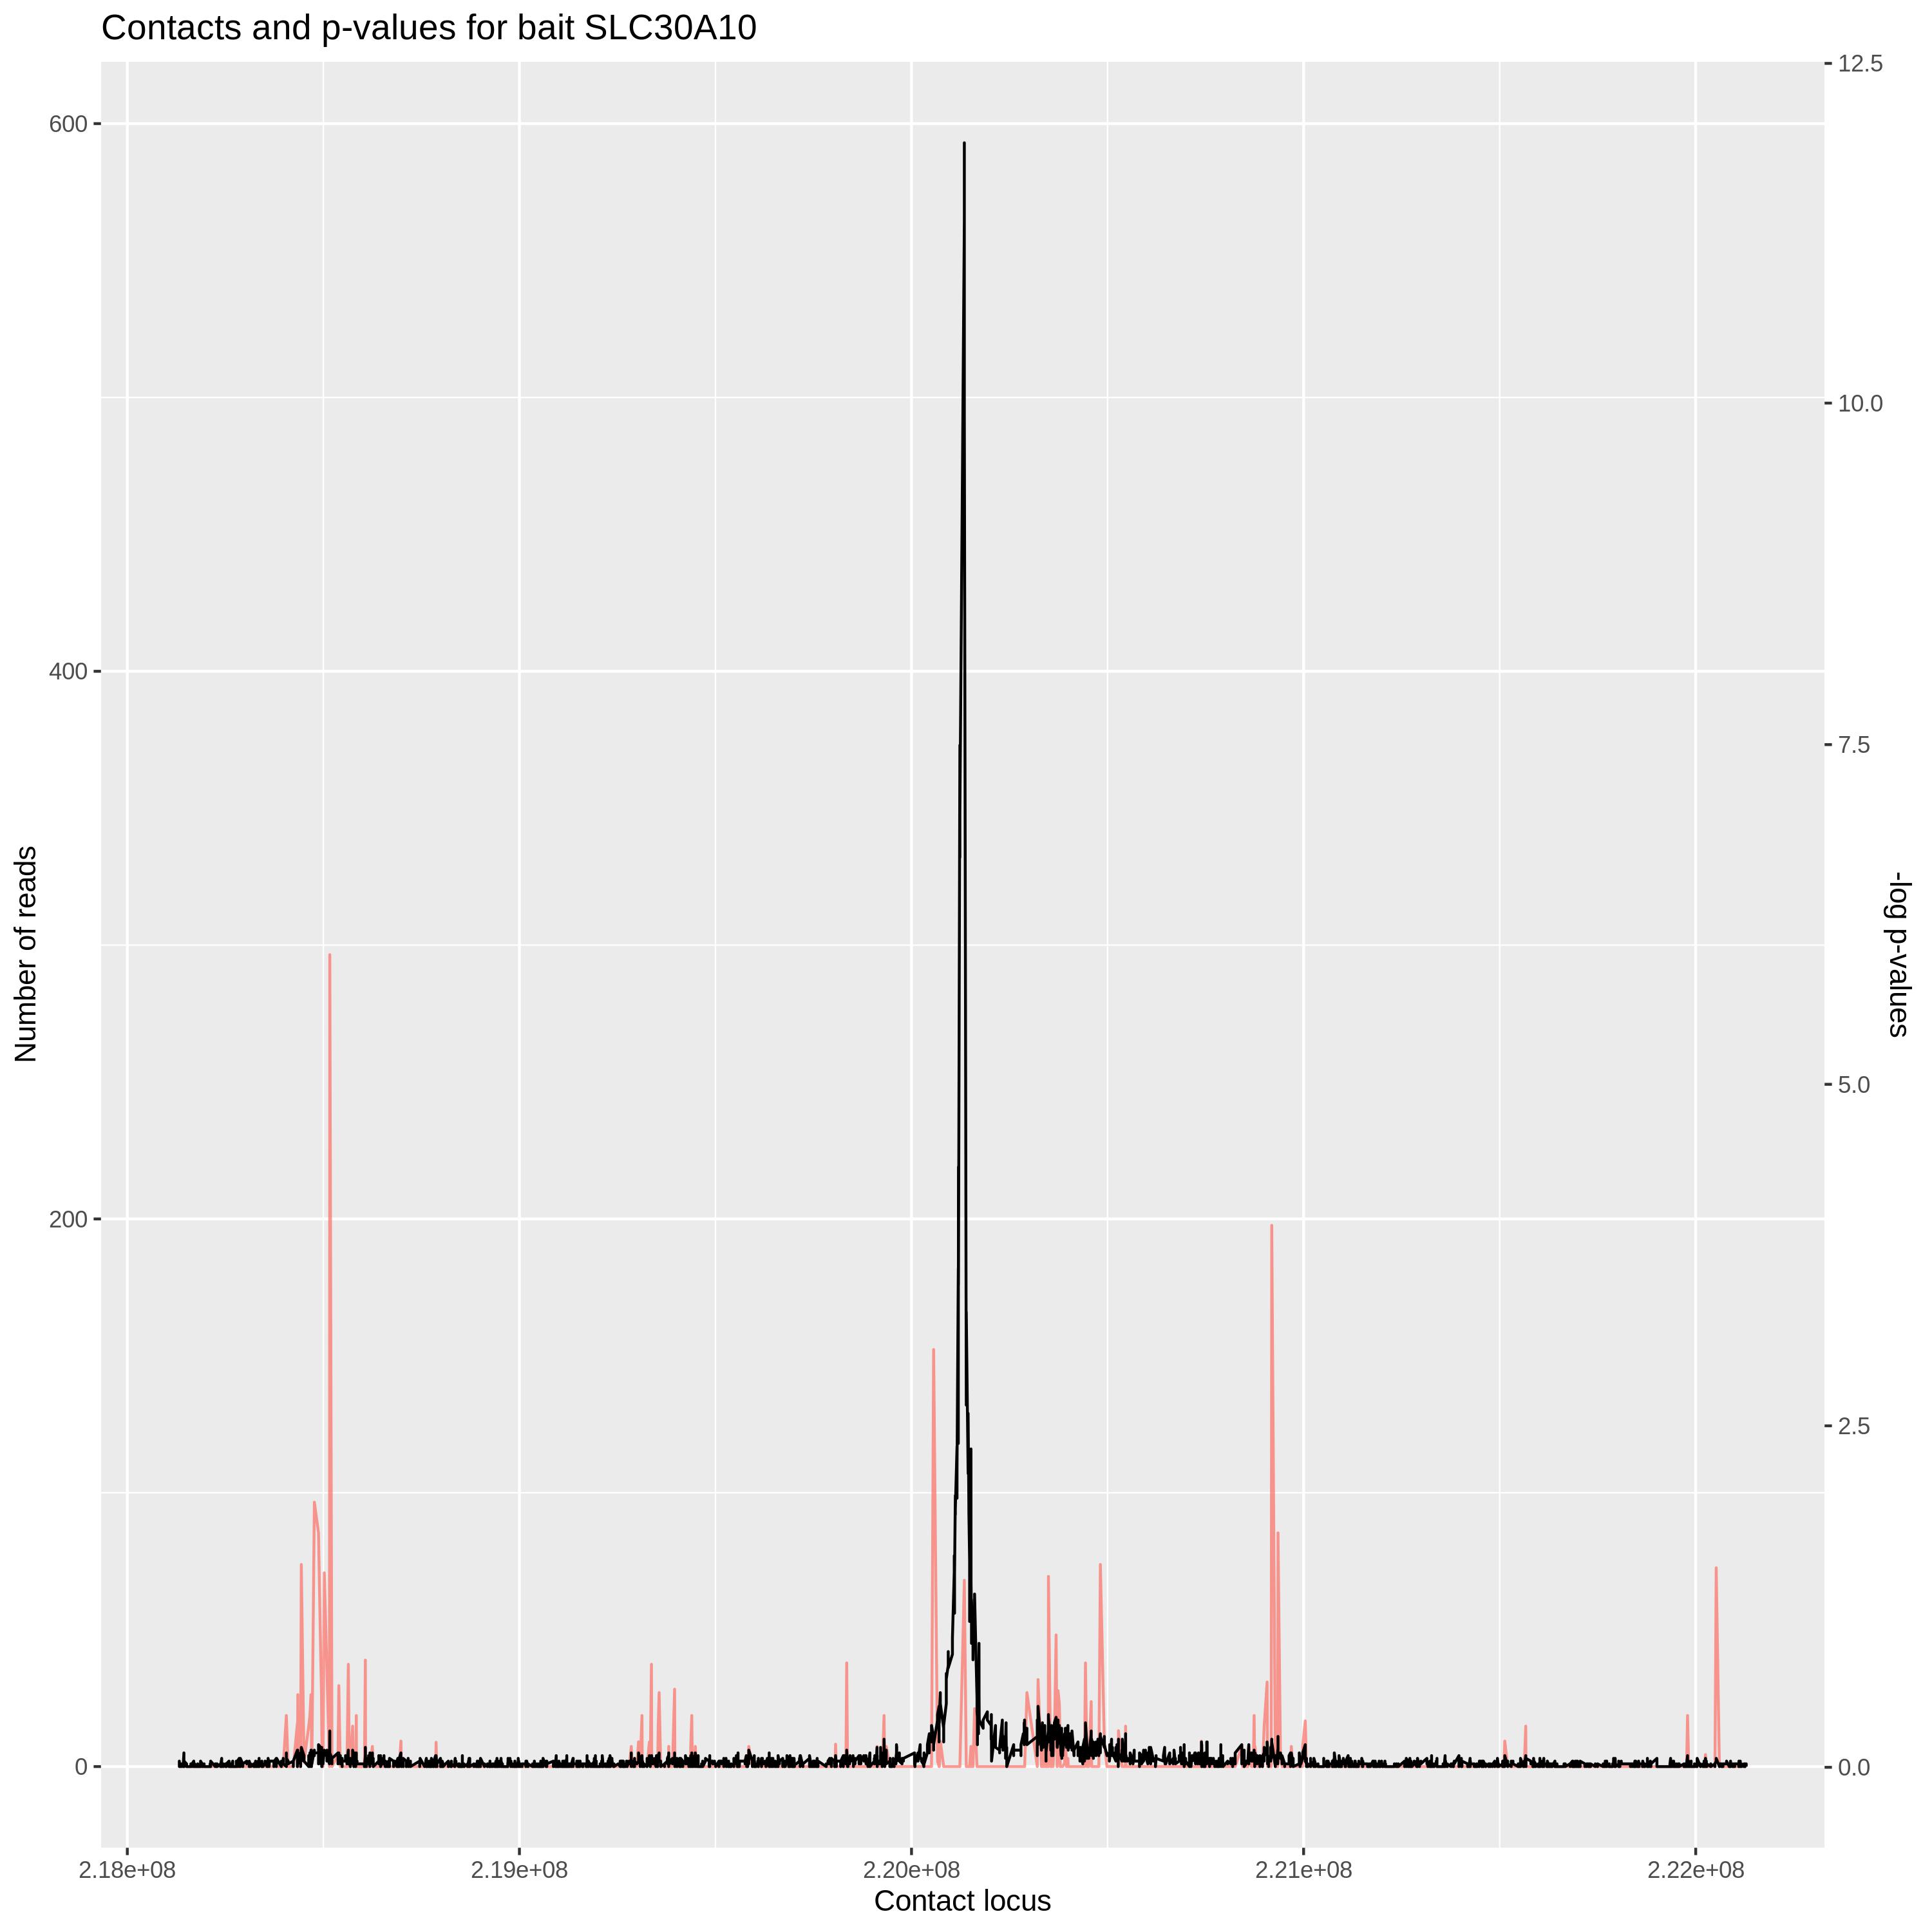 Contacts and p-values for bait SLC30A10
12.5
600
10.0
400
7.5
Number of reads
-log p-values
5.0
200
2.5
0
0.0
2.18e+08
2.19e+08
2.20e+08
2.21e+08
2.22e+08
Contact locus